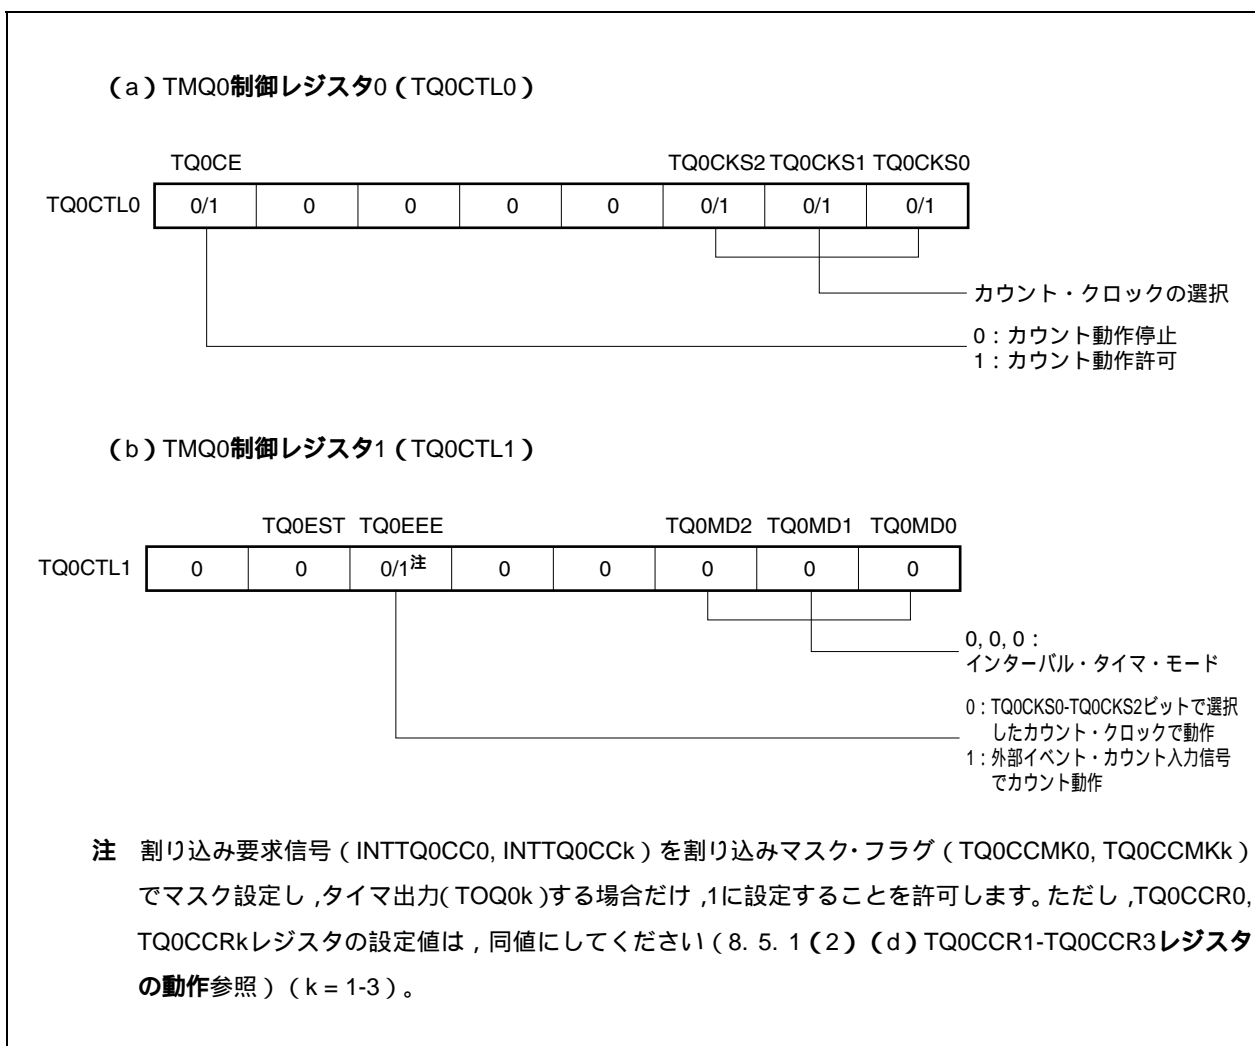 （a）TMQ0制御レジスタ0（TQ0CTL0）
TQ0CE TQ0CKS2 TQ0CKS1 TQ0CKS0
TQ0CTL0 0/1 0 0 0 0 0/1 0/1 0/1
カウント・クロックの選択
0：カウント動作停止
1：カウント動作許可
（b）TMQ0制御レジスタ1（TQ0CTL1）
TQ0EST TQ0EEE TQ0MD2 TQ0MD1 TQ0MD0
TQ0CTL1 0 0 0/1注 0 0 0 0 0
0, 0, 0：
インターバル・タイマ・モード
0：TQ0CKS0-TQ0CKS2ビットで選択
したカウント・クロックで動作
1：外部イベント・カウント入力信号
でカウント動作
注 割り込み要求信号（INTTQ0CC0, INTTQ0CCk）を割り込みマスク・フラグ（TQ0CCMK0, TQ0CCMKk）
でマスク設定し,タイマ出力（TOQ0k）する場合だけ,1に設定することを許可します。ただし,TQ0CCR0,
TQ0CCRkレジスタの設定値は,同値にしてください（8. 5. 1（2）（d）TQ0CCR1-TQ0CCR3レジスタ
の動作参照）（k = 1-3）。